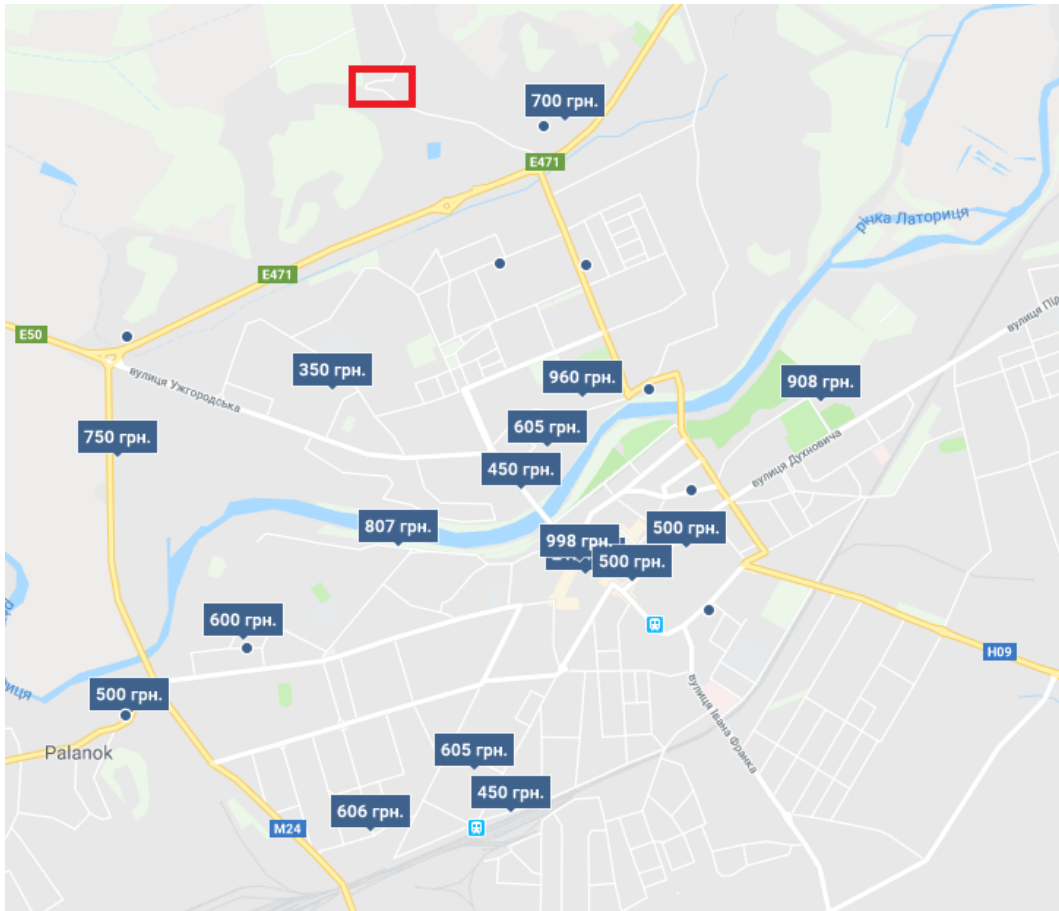 700 грн.
E471
річка Латориця
E471
вулиця Під
E50
350 грн.
вулиця Ужгородська
960 грн.
908 грн.
750 грн.
605 грн.
вулиця Духновича
450 грн.
807 грн.
998 грн.
500 грн.
500 грн.
600 грн.
H09
500 грн.
иця
вулиця Івана Франка
Palanok
605 грн.
450 грн.
606 грн.
M24